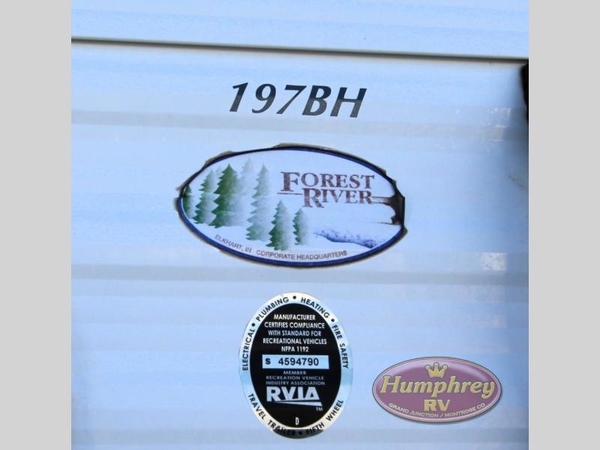 197BH
FOREST
RIVER
ELKHART, IN. CORPORATE HEADQUARTERS
ELECTRICAL • PLUMBING • HEATING • FIRE SAFETY
MANUFACTURER
CERTIFIES COMPLIANCE
WITH STANDARD FOR
RECREATIONAL VEHICLES
NFPA 1192
S 4594790
MEMBER
RECREATION VEHICLE
INDUSTRY ASSOCIATION
RVIA TM
D
TRAVEL TRAILER • FIFTH WHEEL
Humphrey
RV
GRAND JUNCTION / MONTROSE CO